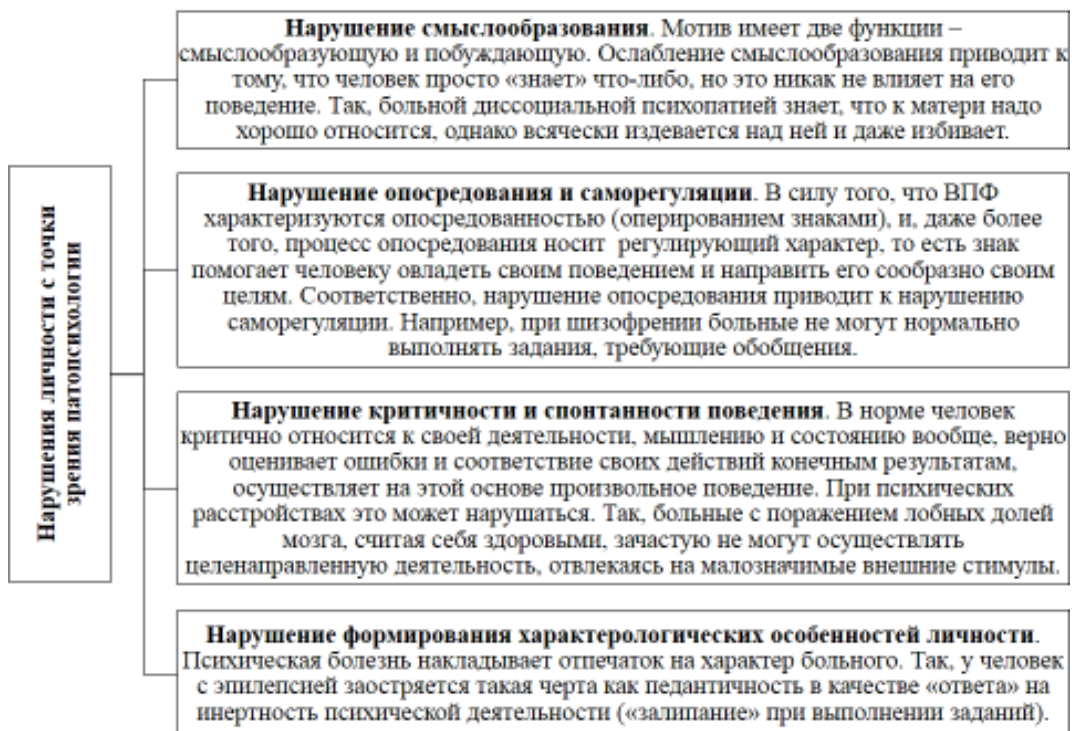 Нарушения личности с точки
зрения патопсихологии
Нарушение смыслообразования. Мотив имеет две функции –
смыслообразующую и побуждающую. Ослабление смыслообразования приводит к
тому, что человек просто «знает» что-либо, но это никак не влияет на его
поведение. Так, больной диссоциальной психопатией знает, что к матери надо
хорошо относится, однако всячески издевается над ней и даже избивает.
Нарушение опосредования и саморегуляции. В силу того, что ВПФ
характеризуются опосредованностью (оперированием знаками), и, даже более
того, процесс опосредования носит регулирующий характер, то есть знак
помогает человеку овладеть своим поведением и направить его сообразно своим
целям. Соответственно, нарушение опосредования приводит к нарушению
саморегуляции. Например, при шизофрении больные не могут нормально
выполнять задания, требующие обобщения.
Нарушение критичности и спонтанности поведения. В норме человек
критично относится к своей деятельности, мышлению и состоянию вообще, верно
оценивает ошибки и соответствие своих действий конечным результатам,
осуществляет на этой основе произвольное поведение. При психических
расстройствах это может нарушаться. Так, больные с поражением лобных долей
мозга, считая себя здоровыми, зачастую не могут осуществлять
целенаправленную деятельность, отвлекаясь на малозначимые внешние стимулы.
Нарушение формирования характерологических особенностей личности.
Психическая болезнь накладывает отпечаток на характер больного. Так, у человек
с эпилепсией заостряется такая черта как педантичность в качестве «ответа» на
инертность психической деятельности («залипание» при выполнении заданий).